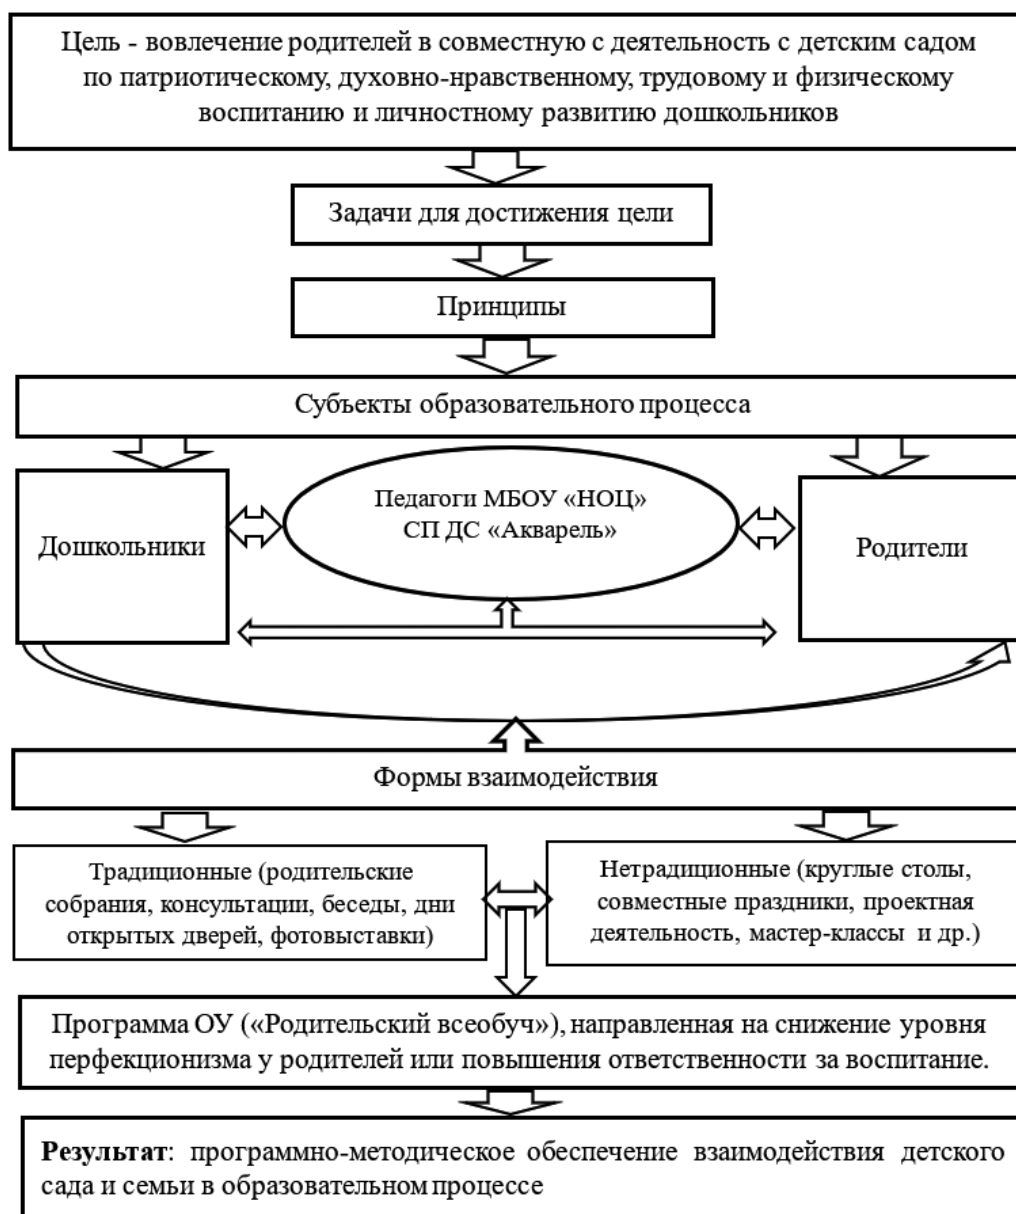 Цель - вовлечение родителей в совместную с деятельность с детским садом
по патриотическому, духовно-нравственному, трудовому и физическому
воспитанию и личностному развитию дошкольников
Задачи для достижения цели
Принципы
Субъекты образовательного процесса
Дошкольники
Педагоги МБОУ «НОЦ»
СП ДС «Акварель»
Родители
Формы взаимодействия
Традиционные (родительские
собрания, консультации, беседы, дни
открытых дверей, фотовыставки)
Нетрадиционные (круглые столы,
совместные праздники, проектная
деятельность, мастер-классы и др.)
Программа ОУ («Родительский всеобуч»), направленная на снижение уровня
перфекционизма у родителей или повышения ответственности за воспитание.
Результат: программно-методическое обеспечение взаимодействия детского
сада и семьи в образовательном процессе